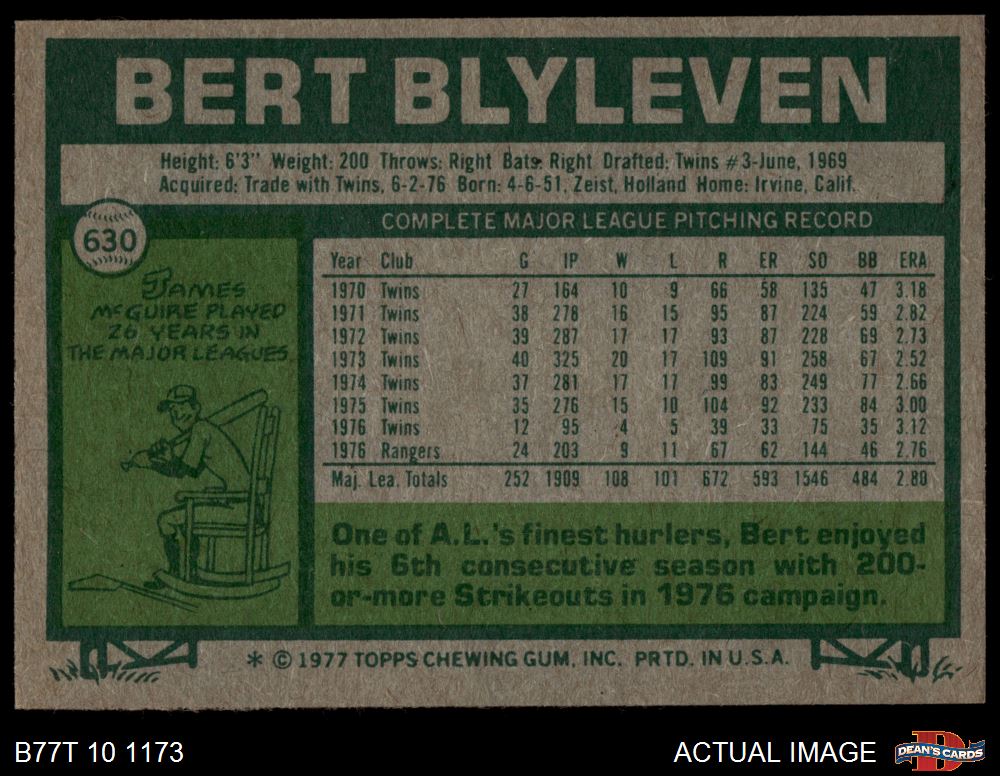 BERT BLYLEVEN
Height: 6'3" Weight: 200 Throws: Right Bats: Right Drafted: Twins #3-June, 1969
Acquired: Trade with Twins, 6-2-76 Born: 4-6-51, Zeist, Holland Home: Irvine, Calif.
630
JAMES
McGUIRE PLAYED
26 YEARS IN
THE MAJOR LEAGUES.
COMPLETE MAJOR LEAGUE PITCHING RECORD
Year Club G IP W L R ER SO BB ERA
1970 Twins 27 164 10 9 66 58 135 47 3.18
1971 Twins 38 278 16 15 95 87 224 59 2.82
1972 Twins 39 287 17 17 93 87 228 69 2.73
1973 Twins 40 325 20 17 109 91 258 67 2.52
1974 Twins 37 281 17 17 99 83 249 77 2.66
1975 Twins 35 276 15 10 104 92 233 84 3.00
1976 Twins 12 95 4 5 39 33 75 35 3.12
1976 Rangers 24 203 9 11 67 62 144 46 2.76
Maj. Lea. Totals 252 1909 108 101 672 593 1546 484 2.80
One of A.L.'s finest hurlers, Bert enjoyed
his 6th consecutive season with 200-
or-more Strikeouts in 1976 campaign.
* © 1977 TOPPS CHEWING GUM, INC. PRTD. IN U.S.A.
B77T 10 1173
ACTUAL IMAGE
DEAN'S CARDS